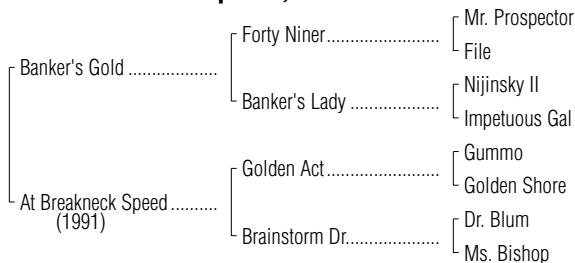 Mr. Prospector
Forty Niner
File
Banker's Gold
Nijinsky II
Banker's Lady
Impetuous Gal
Gummo
Golden Act
Golden Shore
At Breakneck Speed
(1991)
Dr. Blum
Brainstorm Dr.
Ms. Bishop